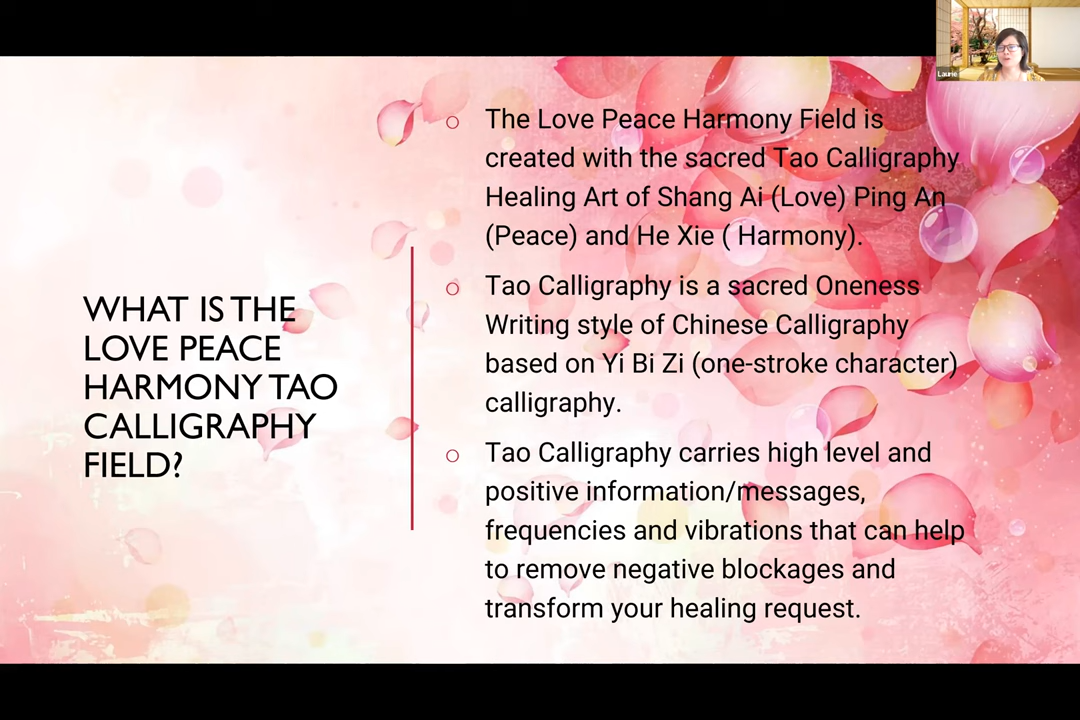 Laurie
WHAT IS THE
LOVE PEACE
HARMONY TAO
CALLIGRAPHY
FIELD?
o The Love Peace Harmony Field is
created with the sacred Tao Calligraphy
Healing Art of Shang Ai (Love) Ping An
(Peace) and He Xie ( Harmony).
o Tao Calligraphy is a sacred Oneness
Writing style of Chinese Calligraphy
based on Yi Bi Zi (one-stroke character)
calligraphy.
o Tao Calligraphy carries high level and
positive information/messages,
frequencies and vibrations that can help
to remove negative blockages and
transform your healing request.